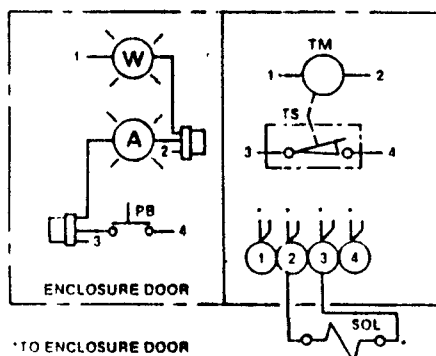 TM
1 W
1 2
TS
A 2
3 4
PB
3 4
1 2 3 4
ENCLOSURE DOOR
SOL
*TO ENCLOSURE DOOR